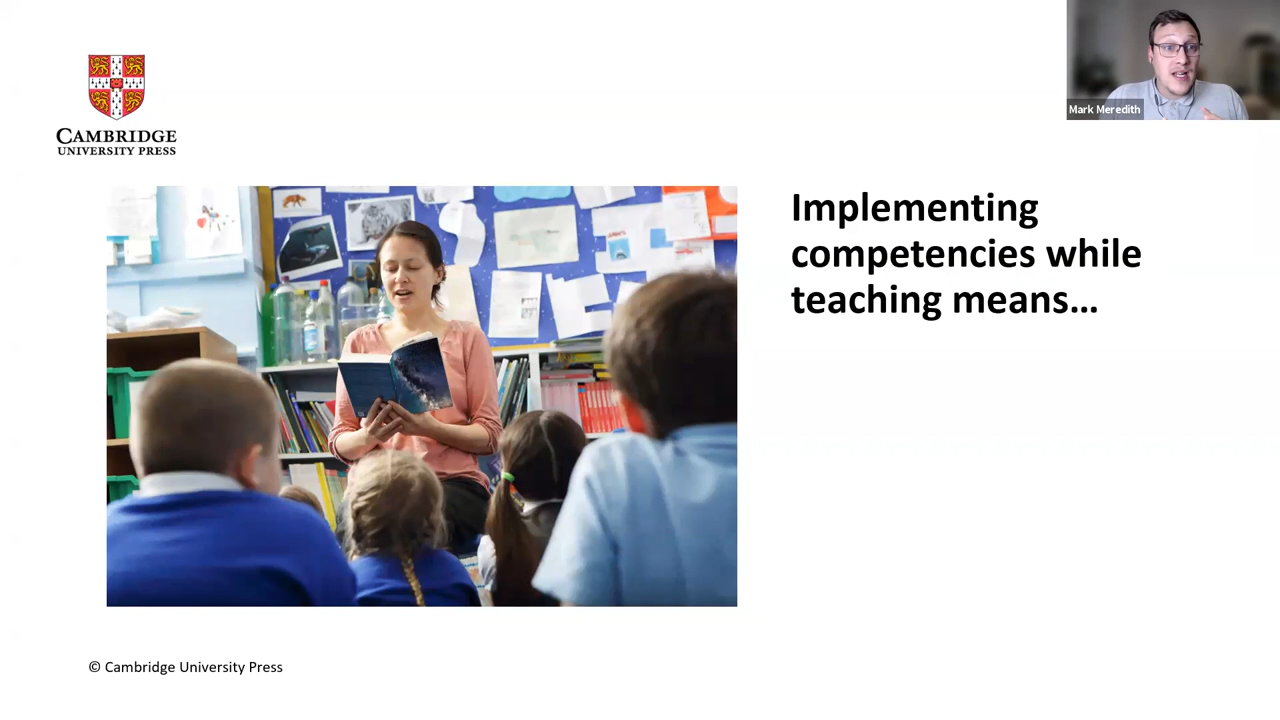 CAMBRIDGE
UNIVERSITY PRESS
Mark Meredith
Implementing
competencies while
teaching means...
© Cambridge University Press